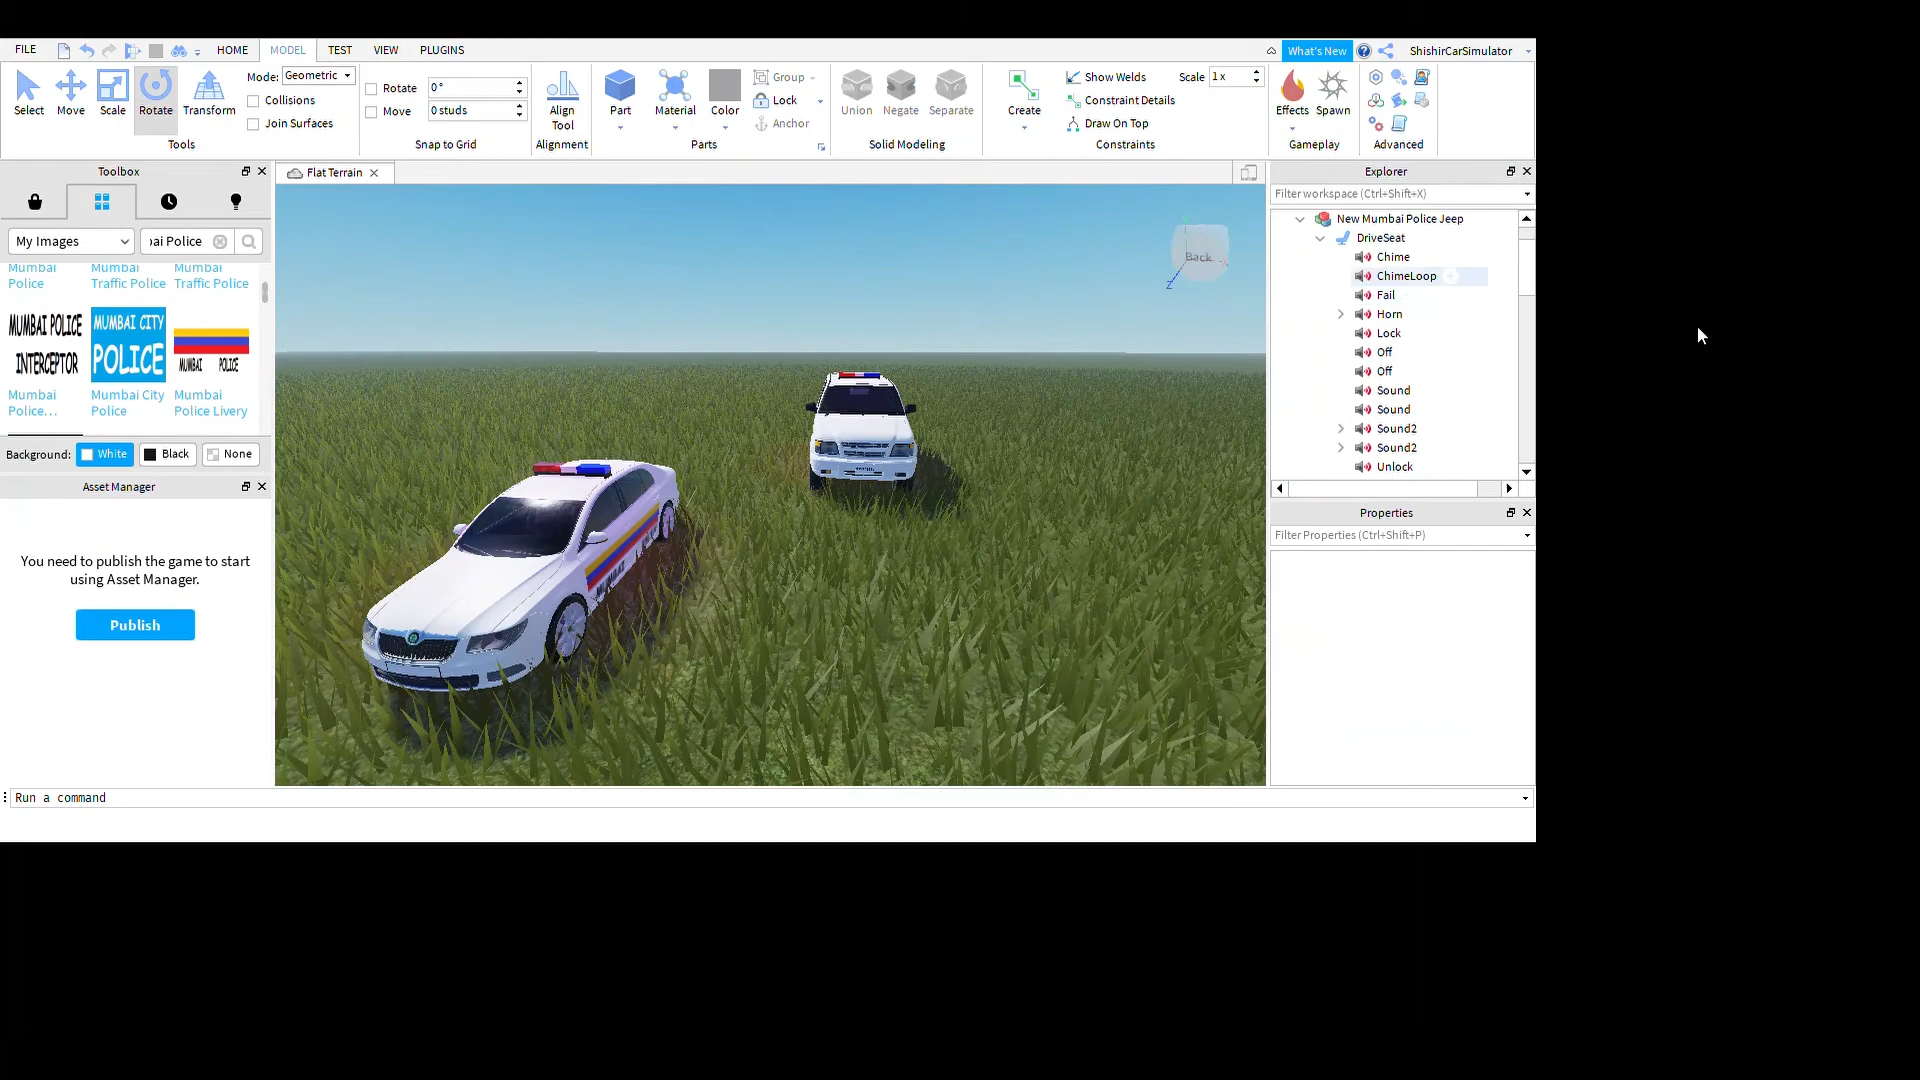 FILE
HOME
MODEL
TEST
VIEW
PLUGINS
What's New
ShishirCarSimulator
Select
Move
Scale
Rotate
Transform
Mode: Geometric
Collisions
Join Surfaces
Tools
Rotate 0°
Move 0 studs
Snap to Grid
Align
Tool
Alignment
Part
Material
Color
Group
Lock
Anchor
Parts
Union
Negate
Separate
Solid Modeling
Create
Show Welds
Constraint Details
Draw On Top
Scale 1x
Constraints
Effects
Spawn
Gameplay
Advanced
Toolbox
My Images
ai Police
Mumbai
Police
Mumbai
Traffic Police
Mumbai
Traffic Police
MUMBAI POLICE
INTERCEPTOR
MUMBAI CITY
POLICE
MUMBAI POLICE
Mumbai
Police...
Mumbai City
Police
Mumbai
Police Livery
Background: White Black None
Asset Manager
You need to publish the game to start
using Asset Manager.
Publish
Flat Terrain
Back
Z
MUMBAI
Explorer
Filter workspace (Ctrl+Shift+X)
New Mumbai Police Jeep
DriveSeat
Chime
ChimeLoop
Fail
Horn
Lock
Off
Off
Sound
Sound
Sound2
Sound2
Unlock
Properties
Filter Properties (Ctrl+Shift+P)
Run a command